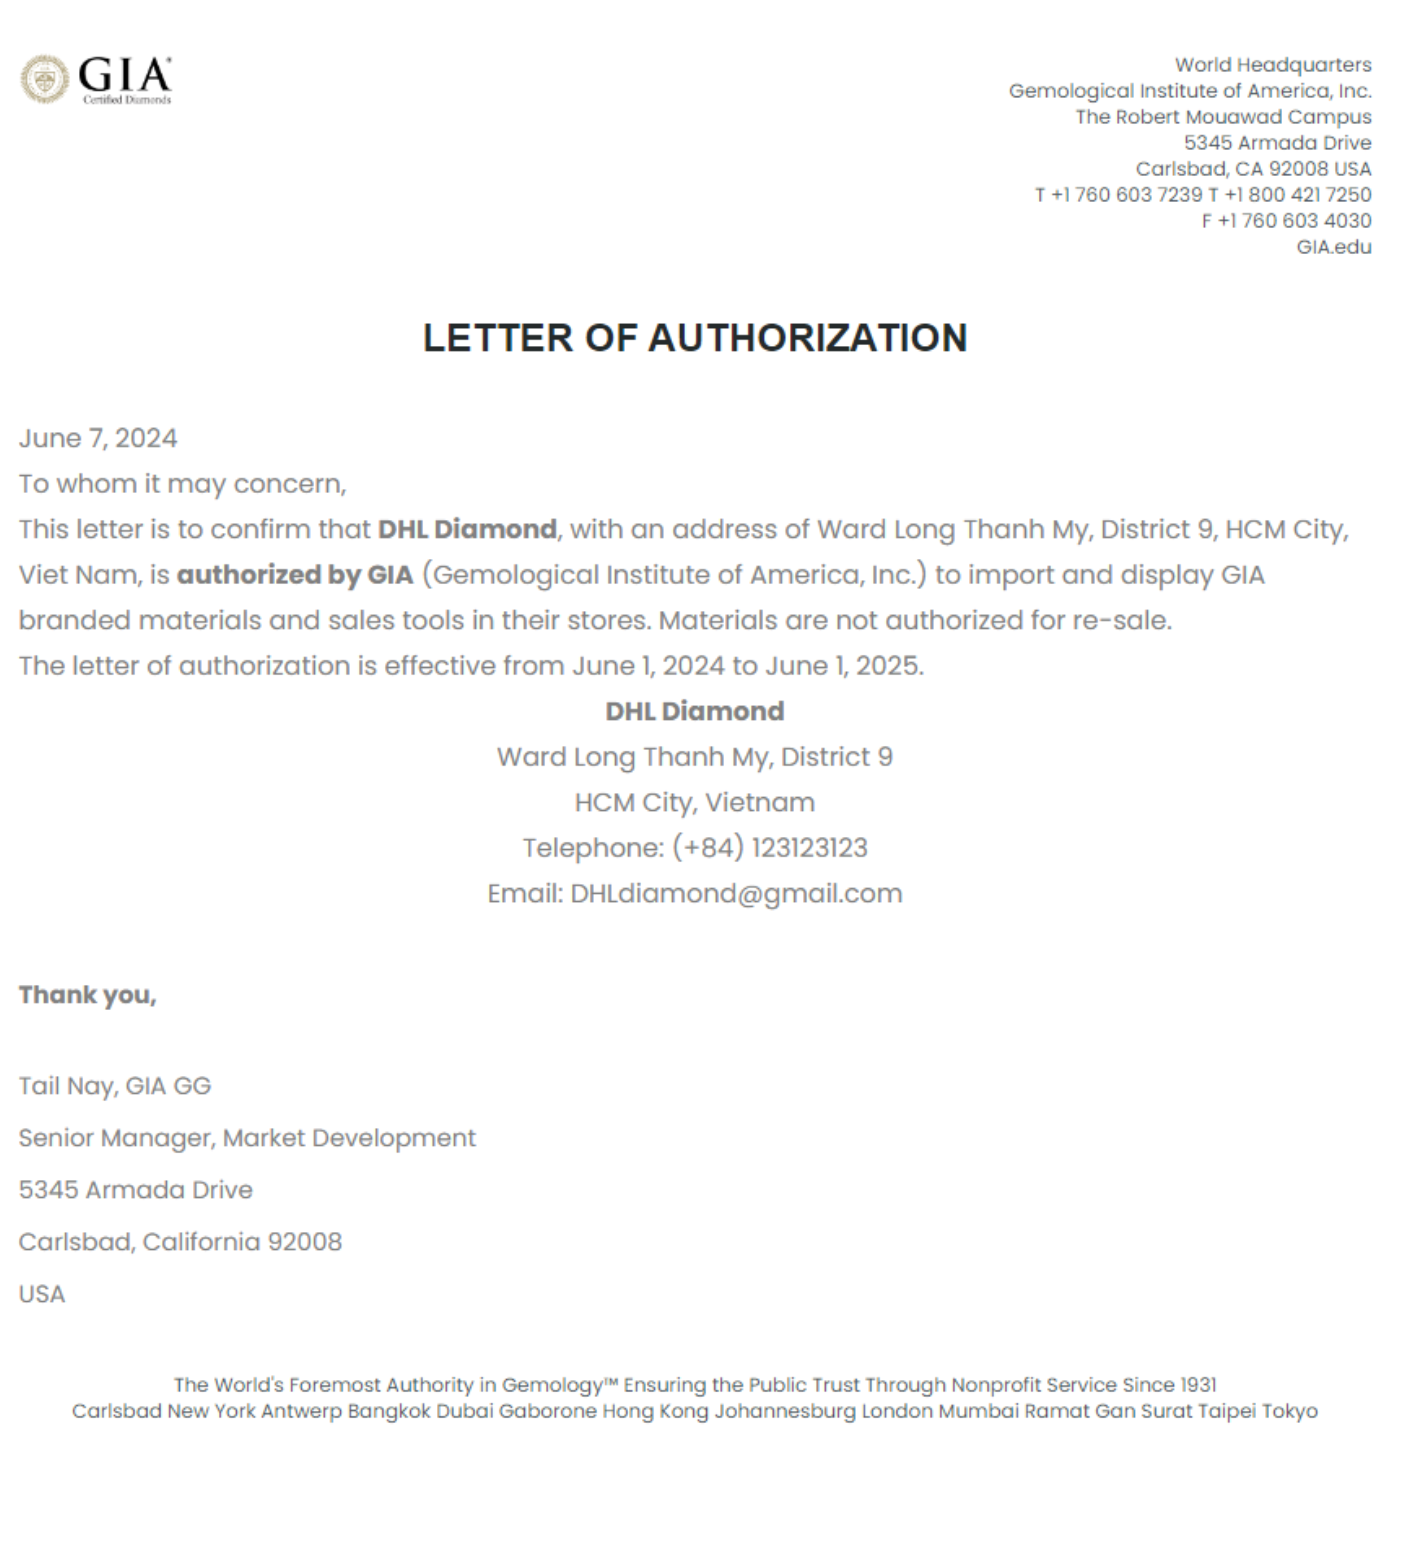 GIA®
Certified Diamonds
World Headquarters
Gemological Institute of America, Inc.
The Robert Mouawad Campus
5345 Armada Drive
Carlsbad, CA 92008 USA
T +1 760 603 7239 T +1 800 421 7250
F +1 760 603 4030
GIA.edu
LETTER OF AUTHORIZATION
June 7, 2024
To whom it may concern,
This letter is to confirm that DHL Diamond, with an address of Ward Long Thanh My, District 9, HCM City,
Viet Nam, is authorized by GIA (Gemological Institute of America, Inc.) to import and display GIA
branded materials and sales tools in their stores. Materials are not authorized for re-sale.
The letter of authorization is effective from June 1, 2024 to June 1, 2025.
DHL Diamond
Ward Long Thanh My, District 9
HCM City, Vietnam
Telephone: (+84) 123123123
Email: DHLdiamond@gmail.com
Thank you,
Tail Nay, GIA GG
Senior Manager, Market Development
5345 Armada Drive
Carlsbad, California 92008
USA
The World's Foremost Authority in Gemology™ Ensuring the Public Trust Through Nonprofit Service Since 1931
Carlsbad New York Antwerp Bangkok Dubai Gaborone Hong Kong Johannesburg London Mumbai Ramat Gan Surat Taipei Tokyo